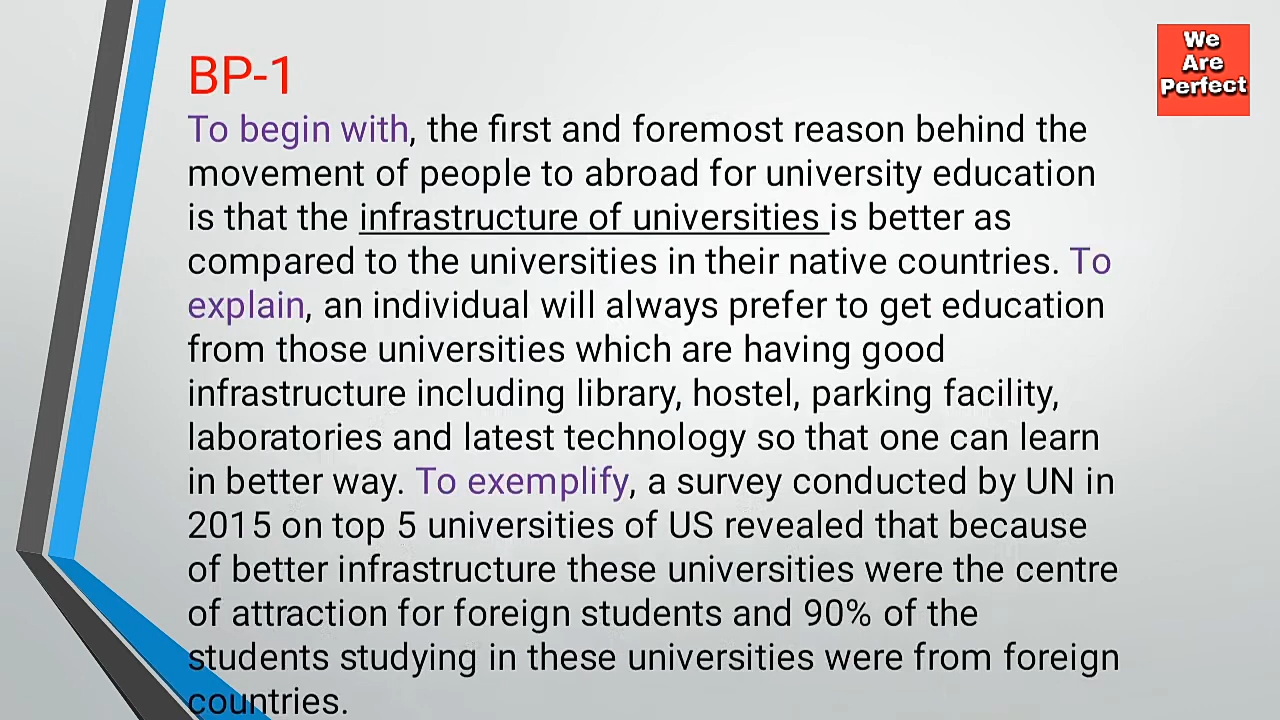 BP-1
We
Are
Perfect
To begin with, the first and foremost reason behind the
movement of people to abroad for university education
is that the infrastructure of universities is better as
compared to the universities in their native countries. To
explain, an individual will always prefer to get education
from those universities which are having good
infrastructure including library, hostel, parking facility,
laboratories and latest technology so that one can learn
in better way. To exemplify, a survey conducted by UN in
2015 on top 5 universities of US revealed that because
of better infrastructure these universities were the centre
of attraction for foreign students and 90% of the
students studying in these universities were from foreign
countries.